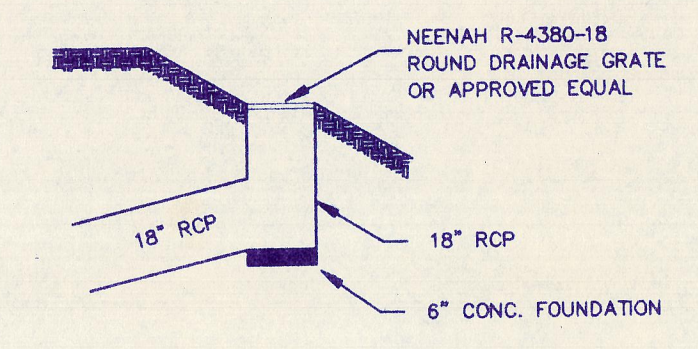 NEENAH R-4380-18
ROUND DRAINAGE GRATE
OR APPROVED EQUAL
18" RCP
18" RCP
6" CONC. FOUNDATION